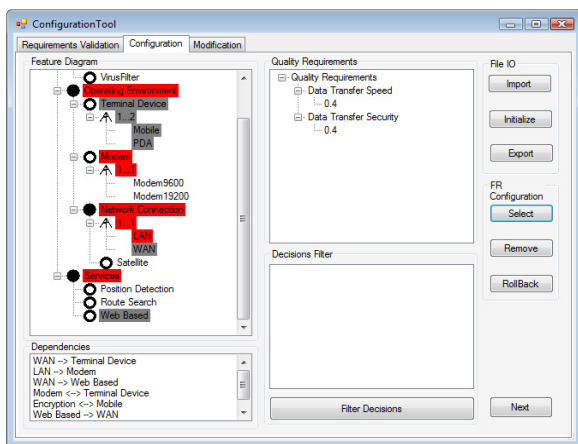 ConfigurationTool
Requirements Validation Configuration Modification
Feature Diagram
VirusFilter
Operating Environment
Terminal Device
1...2
Mobile
PDA
Modem
1...1
Modem9600
Modem19200
Network Connection
1...1
LAN
WAN
Satellite
Services
Position Detection
Route Search
Web Based
Dependencies
WAN --> Terminal Device
LAN --> Modem
WAN --> Web Based
Modem <--> Terminal Device
Encryption <--> Mobile
Web Based --> WAN
Quality Requirements
Quality Requirements
Data Transfer Speed
0.4
Data Transfer Security
0.4
Decisions Filter
Filter Decisions
File IO
Import
Initialize
Export
FR
Configuration
Select
Remove
RollBack
Next